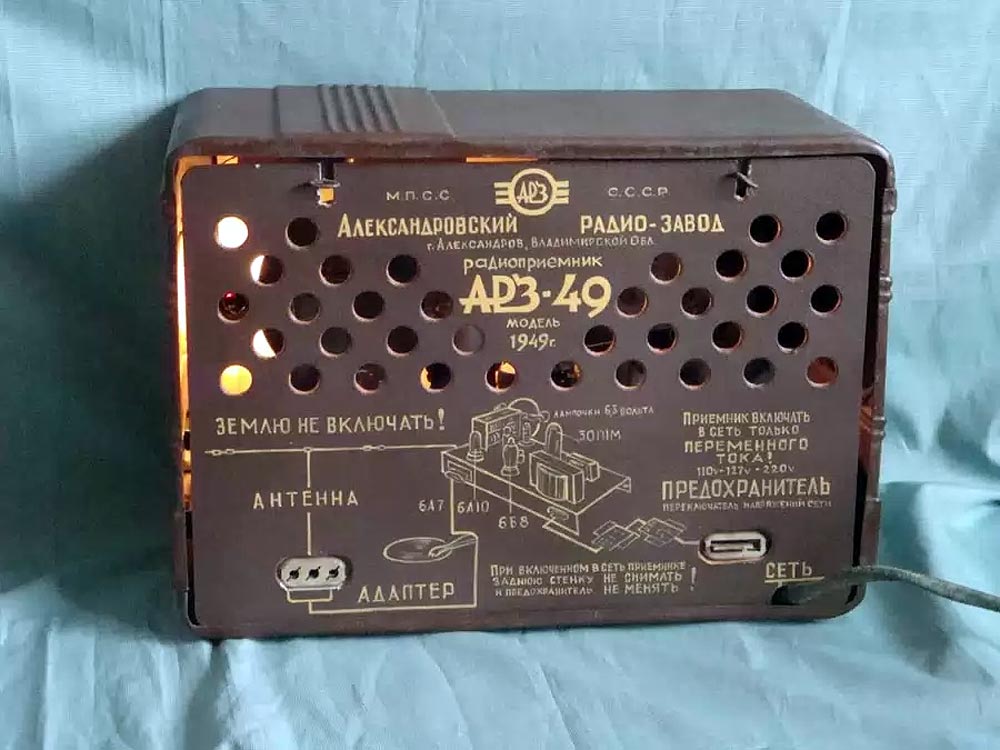 М.П.С.С.
АРЗ
С.С.С.Р.
АЛЕКСАНДРОВСКИЙ РАДИО-ЗАВОД
Г. АЛЕКСАНДРОВ, ВЛАДИМИРСКОЙ ОБЛ.
радиоприемник
АРЗ-49
МОДЕЛЬ
1949г.
ЗЕМЛЮ НЕ ВКЛЮЧАТЬ!
АНТЕННА
АДАПТЕР
ЛАМПОЧКИ 6,3 ВОЛЬТА
30П1М
6А7 6А10
6Б8
ПРИЕМНИК ВКЛЮЧАТЬ
В СЕТЬ ТОЛЬКО
ПЕРЕМЕННОГО
ТОКА!
110v-127v-220v
ПРЕДОХРАНИТЕЛЬ
ПЕРЕКЛЮЧАТЕЛЬ НАПРЯЖЕНИЙ СЕТИ
СЕТЬ
ПРИ ВКЛЮЧЕННОМ В СЕТЬ ПРИЕМНИКЕ
ЗАДНЮЮ СТЕНКУ НЕ СНИМАТЬ
И ПРЕДОХРАНИТЕЛЬ НЕ МЕНЯТЬ!